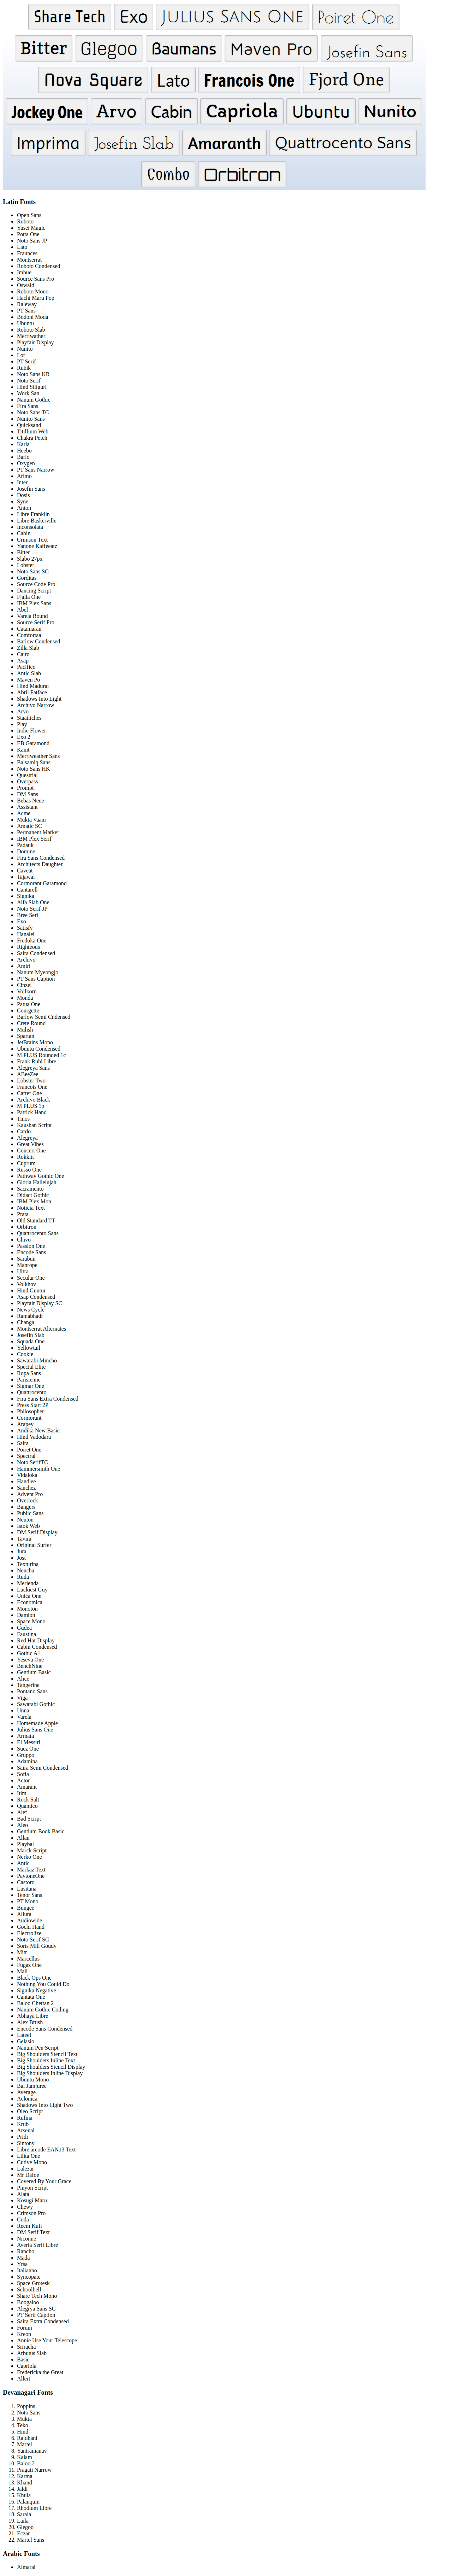 Share Tech Exo JULIUS SANS ONE Poiret One
Bitter Glegoo Baumans Maven Pro Josefin Sans
Nova Square Lato Francois One Fjord One
Jockey One Arvo Cabin Capriola Ubuntu Nunito
Imprima Josefin Slab Amaranth Quattrocento Sans
Combo Orbitron
Latin Fonts
Open Sans
Roboto
Yusei Magic
Potta One
Noto Sans JP
Lato
Fraunces
Montserrat
Roboto Condensed
Imbue
Source Sans Pro
Oswald
Roboto Mono
Hachi Maru Pop
Raleway
PT Sans
Bodoni Moda
Ubuntu
Roboto Slab
Merriwather
Playfair Display
Nunito
Lor
PT Serif
Rubik
Noto Sans KR
Noto Serif
Hind Siliguri
Work San
Nanum Gothic
Fira Sans
Noto Sans TC
Nunito Sans
Quicksand
Titillium Web
Chakra Petch
Karla
Heebo
Barlo
Oxygen
PT Sans Narrow
Arimo
Inter
Josefin Sans
Dosis
Syne
Anton
Libre Franklin
Libre Baskerville
Inconsolata
Cabin
Crimson Text
Yanone Kaffeeatz
Bitter
Slabo 27px
Lobster
Noto Sans SC
Gorditas
Source Code Pro
Dancing Script
Fjalla One
IBM Plex Sans
Abel
Varela Round
Source Serif Pro
Catamaran
Comfortaa
Barlow Condensed
Zilla Slab
Cairo
Asap
Pacifico
Antic Slab
Maven Po
Hind Madurai
Abril Fatface
Shadows Into Light
Archivo Narrow
Arvo
Staatliches
Play
Indie Flower
Exo 2
EB Garamond
Kanit
Merriweather Sans
Balsamiq Sans
Noto Sans HK
Questrial
Overpass
Prompt
DM Sans
Bebas Neue
Assistant
Acme
Mukta Vaani
Amatic SC
Permanent Marker
IBM Plex Serif
Padauk
Domine
Fira Sans Condensed
Architects Daughter
Caveat
Tajawal
Cormorant Garamond
Cantarell
Signika
Alfa Slab One
Noto Serif JP
Bree Seri
Exo
Satisfy
Hanalei
Fredoka One
Righteous
Saira Condensed
Archivo
Amiri
Nanum Myeongjo
PT Sans Caption
Cinzel
Vollkorn
Monda
Patua One
Courgette
Barlow Semi Cndensed
Crete Round
Mulish
Spartan
JetBrains Mono
Ubuntu Condensed
M PLUS Rounded 1c
Frank Ruhl Libre
Alegreya Sans
ABeeZee
Lobster Two
Francois One
Carter One
Archivo Black
M PLUS 1p
Patrick Hand
Tinos
Kaushan Script
Cardo
Alegreya
Great Vibes
Concert One
Rokkitt
Cuprum
Russo One
Pathway Gothic One
Gloria Hallelujah
Sacramento
Didact Gothic
IBM Plex Mon
Noticia Text
Prata
Old Standard TT
Orbitron
Quattrocento Sans
Chivo
Passion One
Encode Sans
Sarabun
Manrope
Ultra
Secular One
Volkhov
Hind Guntur
Asap Condensed
Playfair Display SC
News Cycle
Ramabhadr
Changa
Montserrat Alternates
Josefin Slab
Squada One
Yellowtail
Cookie
Sawarabi Mincho
Special Elite
Ropa Sans
Parisienne
Sigmar One
Quattrocento
Fira Sans Extra Condensed
Press Start 2P
Philosopher
Cormorant
Arapey
Andika New Basic
Hind Vadodara
Saira
Poiret One
Spectral
Noto SerifTC
Hammersmith One
Vidaloka
Handlee
Sanchez
Advent Pro
Overlock
Bangers
Public Sans
Neuton
Istok Web
DM Serif Display
Tavira
Original Surfer
Jura
Jost
Texturina
Neucha
Ruda
Merienda
Luckiest Guy
Unica One
Economica
Monoton
Damion
Space Mono
Gudea
Faustina
Red Hat Display
Cabin Condensed
Gothic A1
Yeseva One
BenchNine
Gentium Basic
Alice
Tangerine
Pontano Sans
Viga
Sawarabi Gothic
Unna
Varela
Homemade Apple
Julius Sans One
Armata
El Messiri
Suez One
Gruppo
Adamina
Saira Semi Condensed
Sofia
Actor
Amarant
Itim
Rock Salt
Quantico
Alef
Bad Script
Aleo
Gentium Book Basic
Allan
Playbal
Marck Script
Nerko One
Antic
Markaz Text
PaytoneOne
Castoro
Lusitana
Tenor Sans
PT Mono
Bungee
Allura
Audiowide
Gochi Hand
Electrolize
Noto Serif SC
Sorts Mill Goudy
Mitr
Marcellus
Fugaz One
Mali
Black Ops One
Nothing You Could Do
Signika Negative
Cantata One
Baloo Chettan 2
Nanum Gothic Coding
Abhaya Libre
Alex Brush
Encode Sans Condensed
Lateef
Gelasio
Nanum Pen Script
Big Shoulders Stencil Text
Big Shoulders Inline Text
Big Shoulders Stencil Display
Big Shoulders Inline Display
Ubuntu Mono
Bai Jamjuree
Average
Aclonica
Shadows Into Light Two
Oleo Script
Rufina
Krub
Arsenal
Pridi
Sintony
Libre arcode EAN13 Text
Lilita One
Cutive Mono
Lalezar
Mr Dafoe
Covered By Your Grace
Pinyon Script
Alata
Kosugi Maru
Chewy
Crimson Pro
Coda
Reem Kufi
DM Serif Text
Niconne
Averia Serif Libre
Rancho
Mada
Yrsa
Italianno
Syncopate
Space Grotesk
Schoolbell
Share Tech Mono
Boogaloo
Alegrya Sans SC
PT Serif Caption
Saira Extra Condensed
Forum
Kreon
Annie Use Your Telescope
Sriracha
Arbutus Slab
Basic
Capriola
Fredericka the Great
Allert
Devanagari Fonts
1. Poppins
2. Noto Sans
3. Mukta
4. Teko
5. Hind
6. Rajdhani
7. Martel
8. Yantramanav
9. Kalam
10. Baloo 2
11. Pragati Narrow
12. Karma
13. Khand
14. Jaldi
15. Khula
16. Palanquin
17. Rhodium Libre
18. Sarala
19. Laila
20. Glegoo
21. Eczar
22. Martel Sans
Arabic Fonts
Almarai